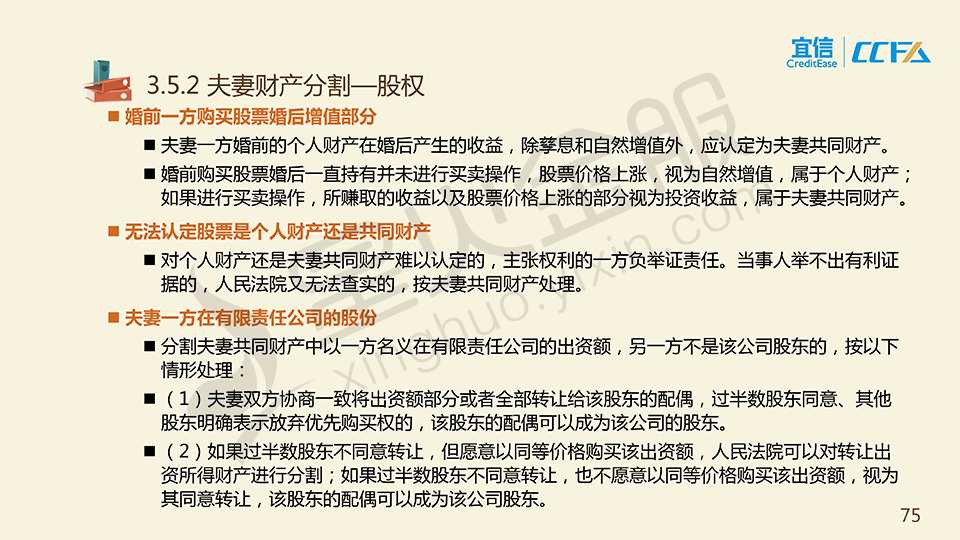 宜信
CreditEase
CCFA
3.5.2 夫妻财产分割—股权
婚前一方购买股票婚后增值部分
夫妻一方婚前的个人财产在婚后产生的收益，除孳息和自然增值外，应认定为夫妻共同财产。
婚前购买股票婚后一直持有并未进行买卖操作，股票价格上涨，视为自然增值，属于个人财产；
如果进行买卖操作，所赚取的收益以及股票价格上涨的部分视为投资收益，属于夫妻共同财产。
无法认定股票是个人财产还是共同财产
对个人财产还是夫妻共同财产难以认定的，主张权利的一方负举证责任。当事人举不出有利证
据的，人民法院又无法查实的，按夫妻共同财产处理。
夫妻一方在有限责任公司的股份
分割夫妻共同财产中以一方名义在有限责任公司的出资额，另一方不是该公司股东的，按以下
情形处理：
（1）夫妻双方协商一致将出资额部分或者全部转让给该股东的配偶，过半数股东同意、其他
股东明确表示放弃优先购买权的，该股东的配偶可以成为该公司的股东。
（2）如果过半数股东不同意转让，但愿意以同等价格购买该出资额，人民法院可以对转让出
资所得财产进行分割；如果过半数股东不同意转让，也不愿意以同等价格购买该出资额，视为
其同意转让，该股东的配偶可以成为该公司股东。
星火金服
xinghuo.yixin.com
75